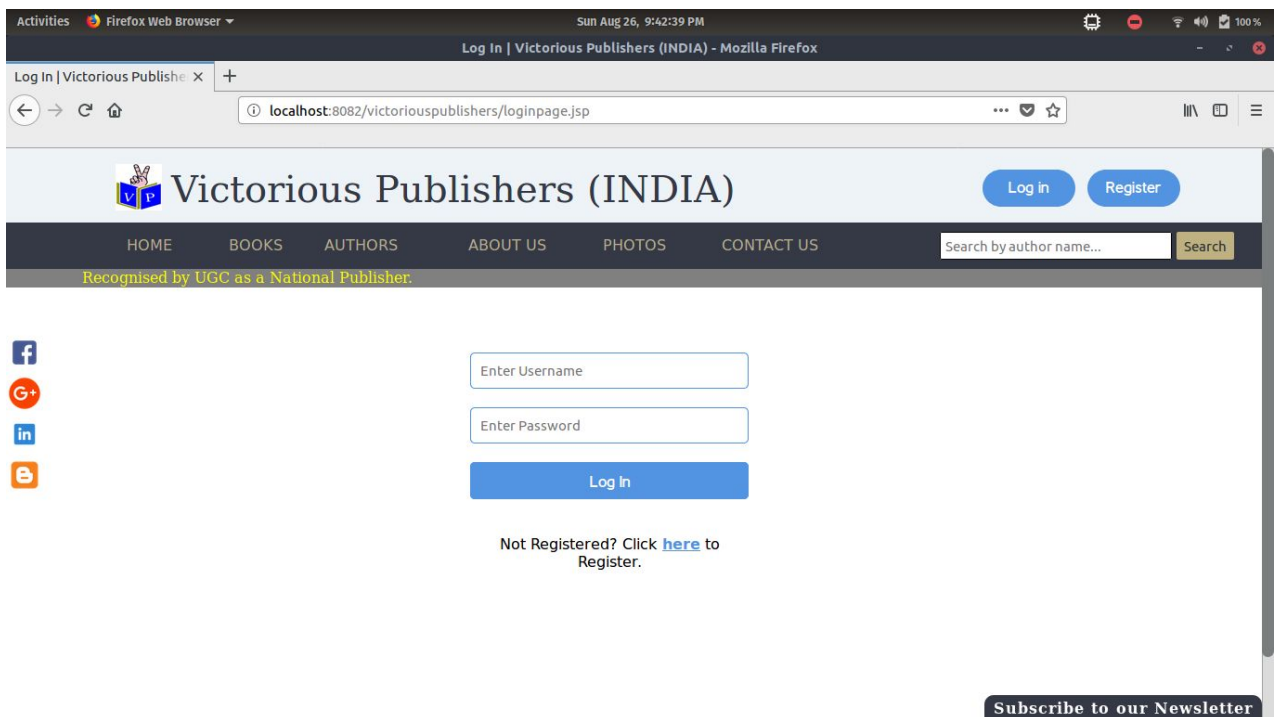 Activities Firefox Web Browser Sun Aug 26, 9:42:39 PM 100 %
Log In | Victorious Publishers (INDIA) - Mozilla Firefox
Log In | Victorious Publishe
localhost:8082/victoriouspublishers/loginpage.jsp
V P
Victorious Publishers (INDIA)
Log in Register
HOME BOOKS AUTHORS ABOUT US PHOTOS CONTACT US Search by author name... Search
Recognised by UGC as a National Publisher.
f
G+
in
B
Enter Username
Enter Password
Log In
Not Registered? Click here to
Register.
Subscribe to our Newsletter